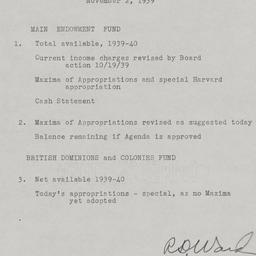 November 2, 1939
MAIN ENDOWMENT FUND
1. Total available, 1939-40
Current income charges revised by Board
action 10/19/39
Maxima of Appropriations and special Harvard
appropriation
Cash Statement
2. Maxima of Appropriations revised as suggested today
Balance remaining if Agenda is approved
BRITISH DOMINIONS and COLONIES FUND
3. Net available 1939-40
Today's appropriations - special, as no Maxima
yet adopted